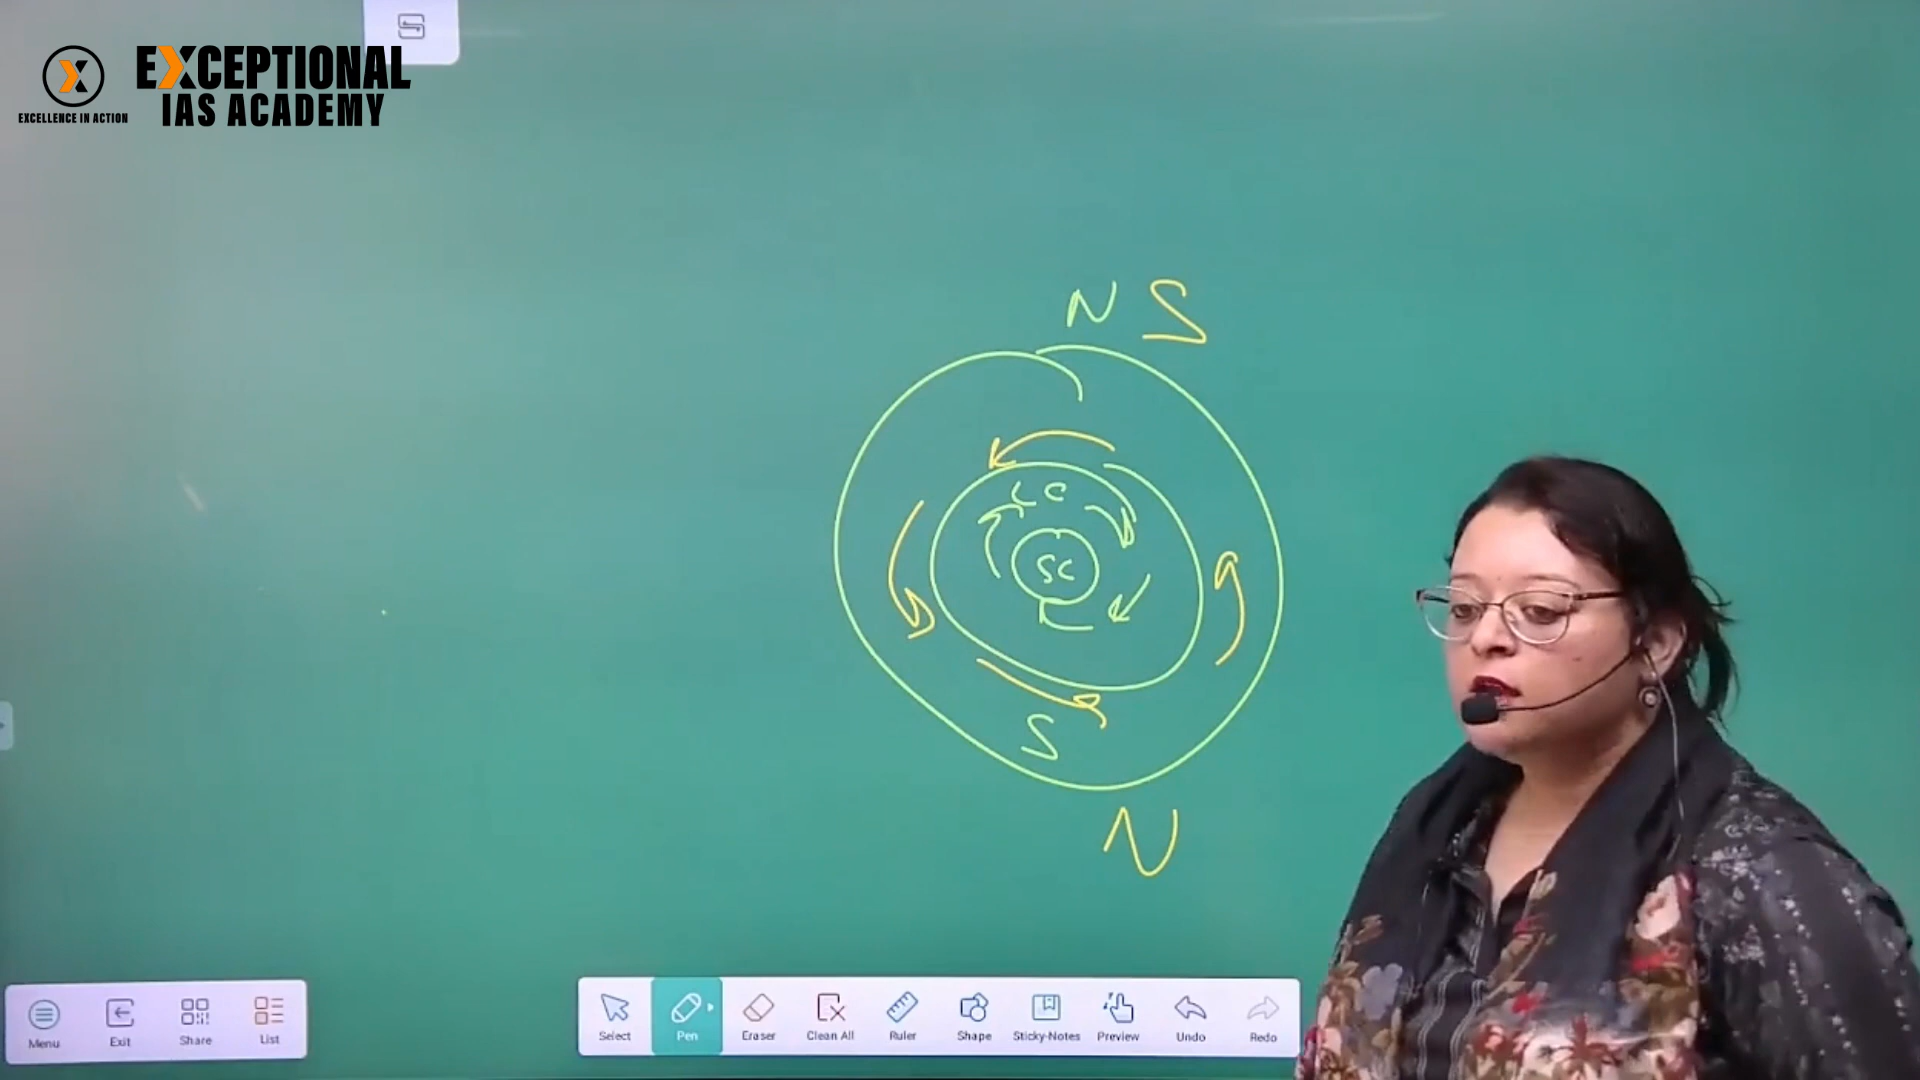 EXCEPTIONAL
IAS ACADEMY
EXCELLENCE IN ACTION
N S
LC
SC
S
N
Menu Exit Share List
Select Pen Eraser Clean All Ruler Shape Sticky-Notes Preview Undo Redo